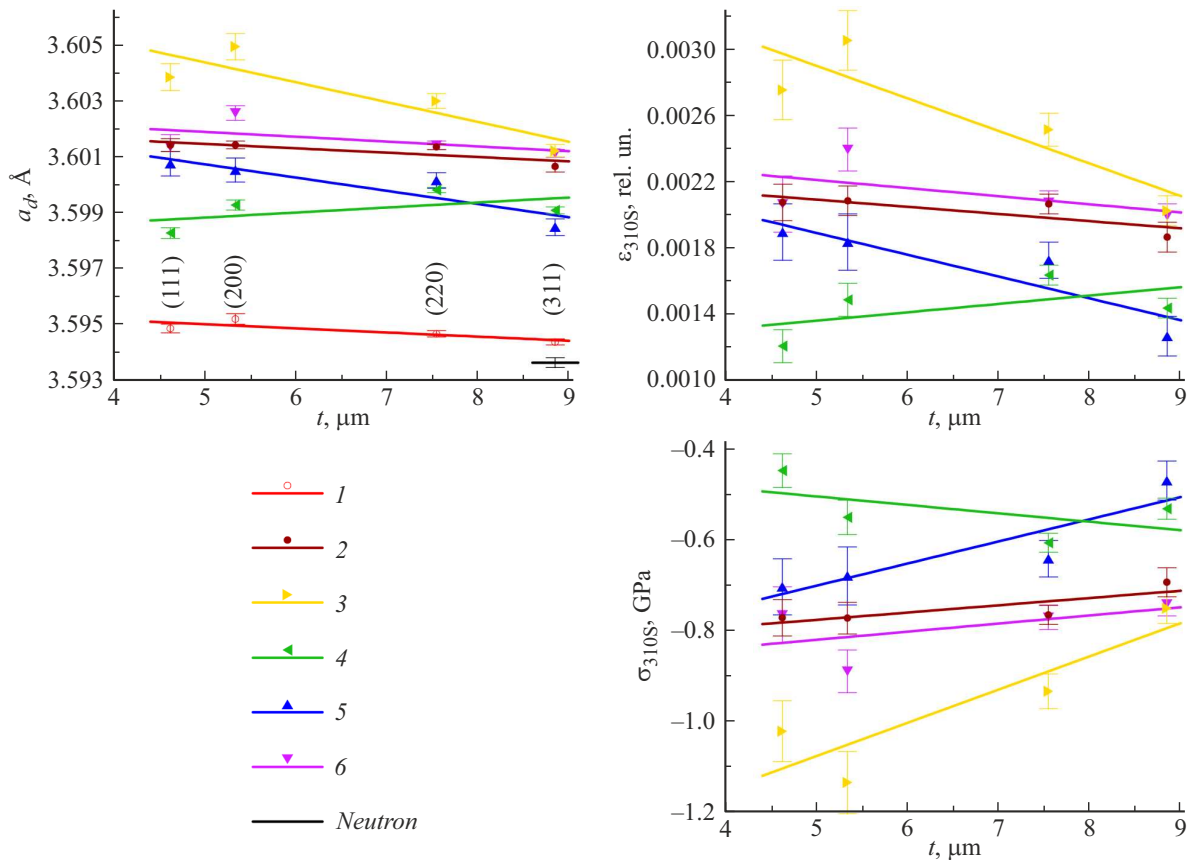 3.605
3.603
3.601
3.599
3.597
3.595
3.593
a_d, Å
(111)
(200)
(220)
(311)
4 5 6 7 8 9
t, μm
0.0030
0.0026
0.0022
0.0018
0.0014
0.0010
ε310S, rel. un.
4 5 6 7 8 9
t, μm
1
2
3
4
5
6
Neutron
–0.4
–0.6
–0.8
–1.0
–1.2
σ310S, GPa
4 5 6 7 8 9
t, μm